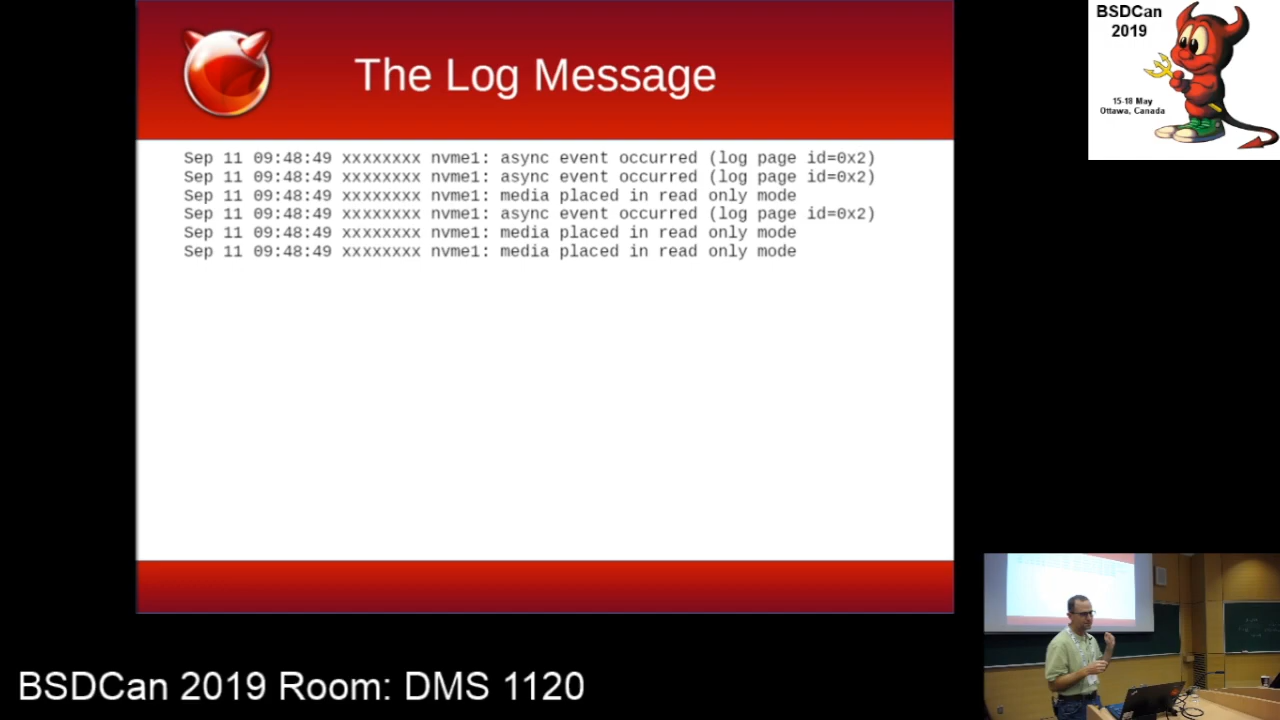 The Log Message
Sep 11 09:48:49 xxxxxxxx nvme1: async event occurred (log page id=0x2)
Sep 11 09:48:49 xxxxxxxx nvme1: async event occurred (log page id=0x2)
Sep 11 09:48:49 xxxxxxxx nvme1: media placed in read only mode
Sep 11 09:48:49 xxxxxxxx nvme1: async event occurred (log page id=0x2)
Sep 11 09:48:49 xxxxxxxx nvme1: media placed in read only mode
Sep 11 09:48:49 xxxxxxxx nvme1: media placed in read only mode
BSDCan
2019
15-18 May
Ottawa, Canada
BSDCan 2019 Room: DMS 1120